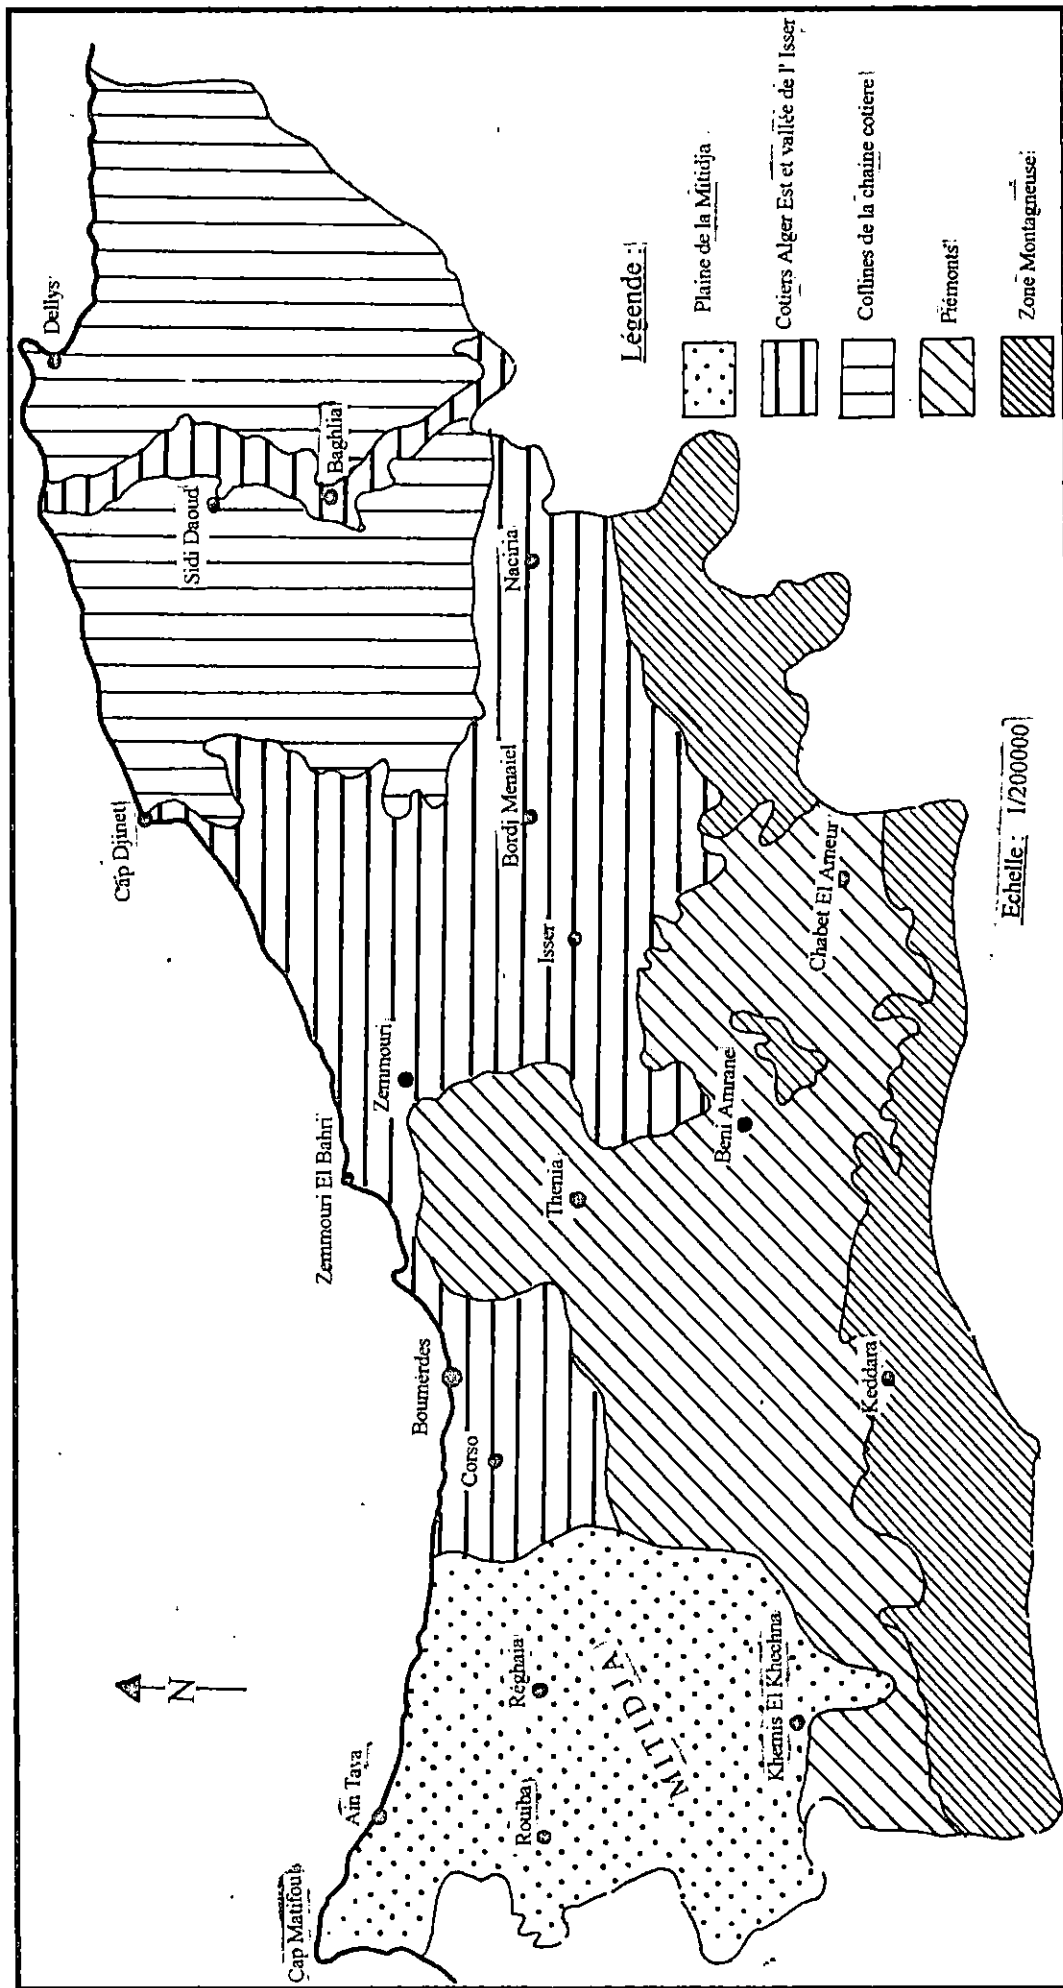 Cap Matifou
Ain Taya
Rouiba
Réghaia
MITIDJA
Khemis El Khechna
N
Corso
Boumérdes
Keddara
Thenia
Zemmouri El Bahri
Zemmouri
Beni Amrane
Isser
Chabet El Ameur
Bordj Menaiel
Cap Djinet
Naciria
Sidi Daoud
Baghlia
Dellys
Légende :
Plaine de la Mitidja
Cotiers Alger Est et vallée de l'Isser
Collines de la chaine cotiere
Piémonts
Zone Montagneuse
Echelle : 1/200000